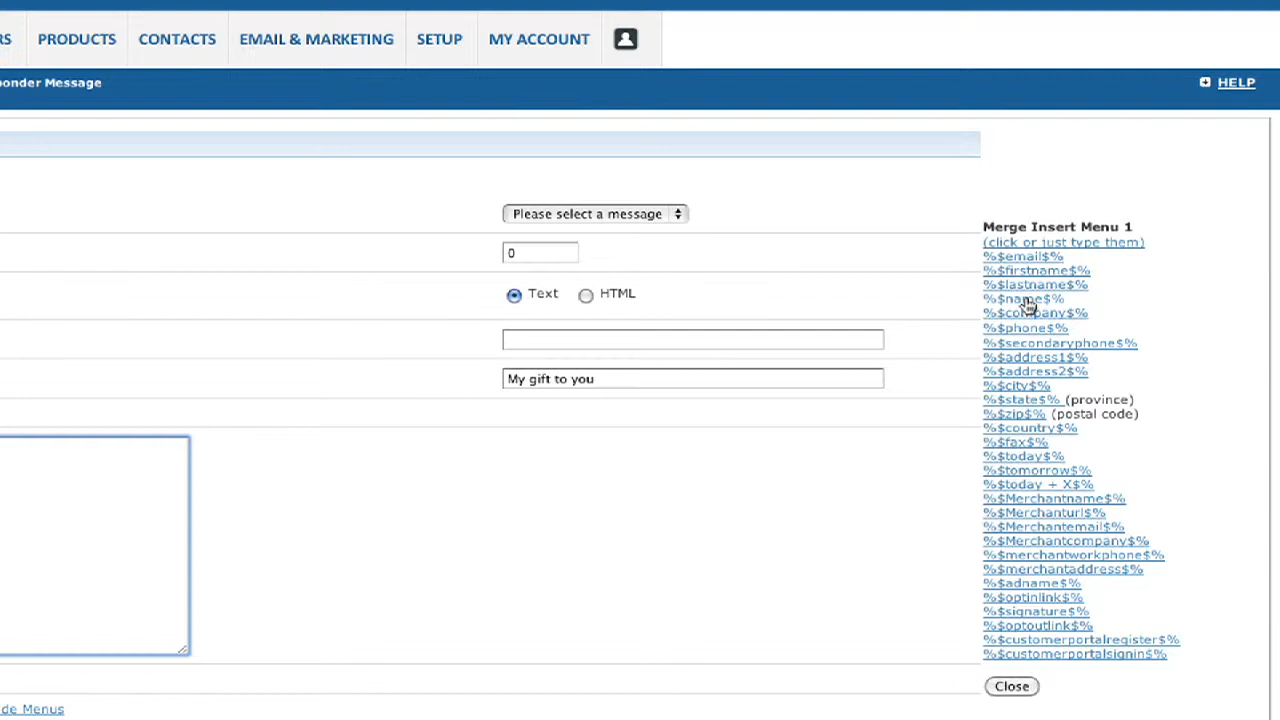 RS PRODUCTS CONTACTS EMAIL & MARKETING SETUP MY ACCOUNT
onder Message
HELP
Please select a message
0
Text HTML
My gift to you
Merge Insert Menu 1
(click or just type them)
%$email$%
%$firstname$%
%$lastname$%
%$name$%
%$company$%
%$phone$%
%$secondaryphone$%
%$address1$%
%$address2$%
%$city$%
%$state$% (province)
%$zip$% (postal code)
%$country$%
%$fax$%
%$today$%
%$tomorrow$%
%$today + X$%
%$Merchantname$%
%$Merchanturl$%
%$Merchantemail$%
%$Merchantcompany$%
%$merchantworkphone$%
%$merchantaddress$%
%$adname$%
%$optinlink$%
%$signature$%
%$optoutlink$%
%$customerportalregister$%
%$customerportalsignin$%
Close
de Menus